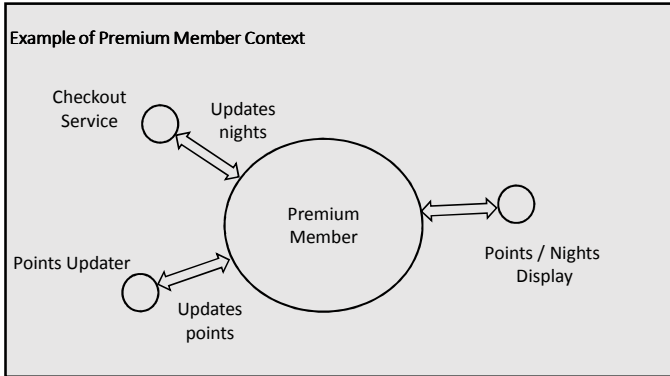 Example of Premium Member Context
Checkout
Service
Updates
nights
Premium
Member
Points / Nights
Display
Points Updater
Updates
points